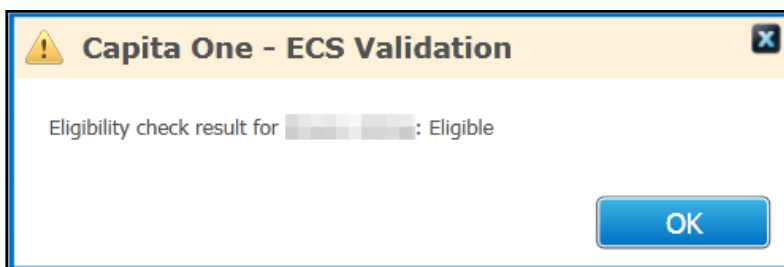 Capita One - ECS Validation
Eligibility check result for : Eligible
OK